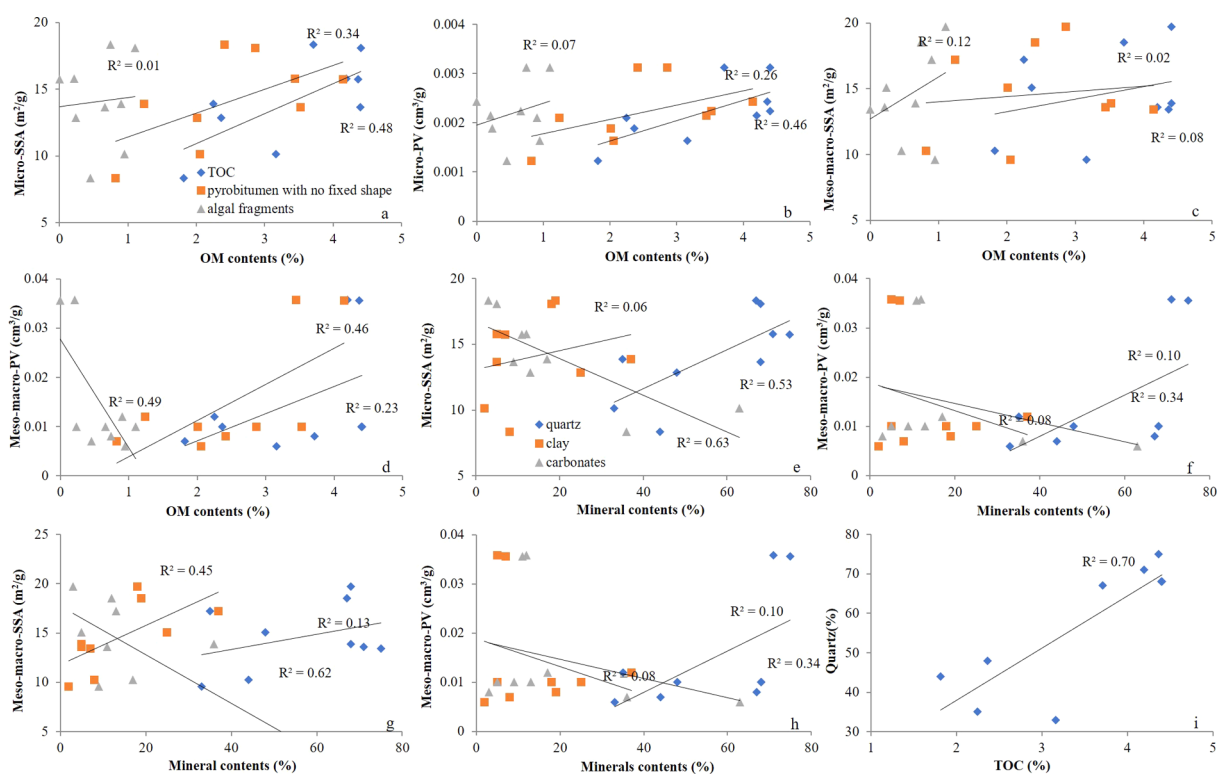 20
15
10
5
Micro-SSA (m²/g)
R² = 0.34
R² = 0.01
R² = 0.48
TOC
pyrobitumen with no fixed shape
algal fragments
a
0 1 2 3 4 5
OM contents (%)
0.004
0.003
0.002
0.001
0
Micro-PV (cm³/g)
R² = 0.07
R² = 0.26
R² = 0.46
b
0 1 2 3 4 5
OM contents (%)
20
15
10
5
Meso-macro-SSA (m²/g)
R² = 0.12
R² = 0.02
R² = 0.08
c
0 1 2 3 4 5
OM contents (%)
0.04
0.03
0.02
0.01
0
Meso-macro-PV (cm³/g)
R² = 0.46
R² = 0.49
R² = 0.23
d
0 1 2 3 4 5
OM contents (%)
20
15
10
5
Micro-SSA (m²/g)
R² = 0.06
R² = 0.53
R² = 0.63
quartz
clay
carbonates
e
0 20 40 60 80
Mineral contents (%)
0.04
0.03
0.02
0.01
0
Meso-macro-PV (cm³/g)
R² = 0.10
R² = 0.34
R² = 0.08
f
0 20 40 60 80
Minerals contents (%)
25
20
15
10
5
Meso-macro-SSA (m²/g)
R² = 0.45
R² = 0.13
R² = 0.62
g
0 20 40 60 80
Mineral contents (%)
0.04
0.03
0.02
0.01
0
Meso-macro-PV (cm³/g)
R² = 0.10
R² = 0.34
R² = 0.08
h
0 20 40 60 80
Minerals contents (%)
80
70
60
50
40
30
Quartz(%)
R² = 0.70
i
1 2 3 4 5
TOC (%)